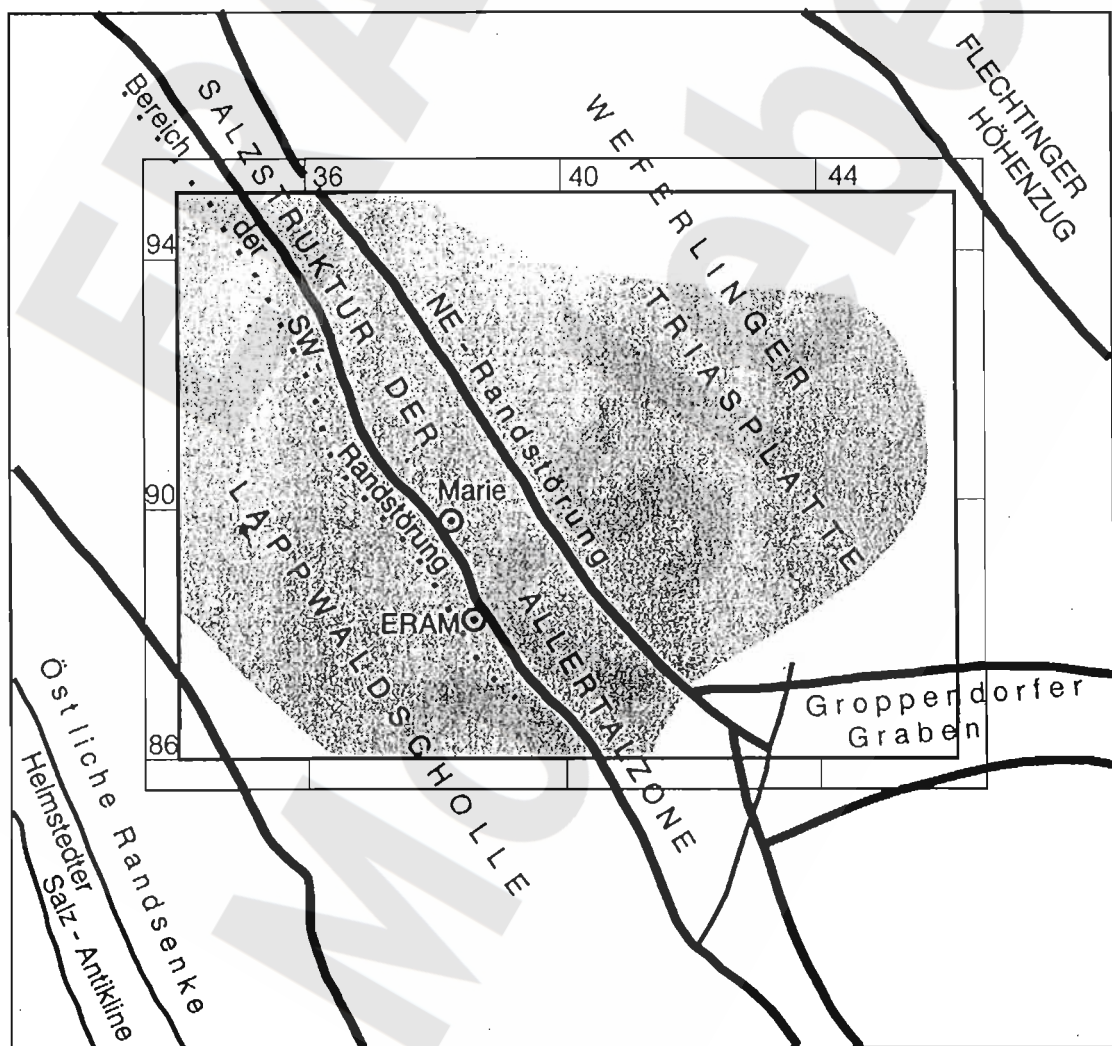 FLECHTINGER
HÖHENZUG
SALZSTRUKTUR DER ALLERTALZONE
Bereich der SW-Randstörung
NE-Randstörung
WEFERLINGER
TRIASPLATTE
36
40
44
94
90
86
Marie
ERAM
LAPPWALDSCHOLLE
Groppendorfer
Graben
Östliche Randsenke
Helmstedter
Salz-Antikline